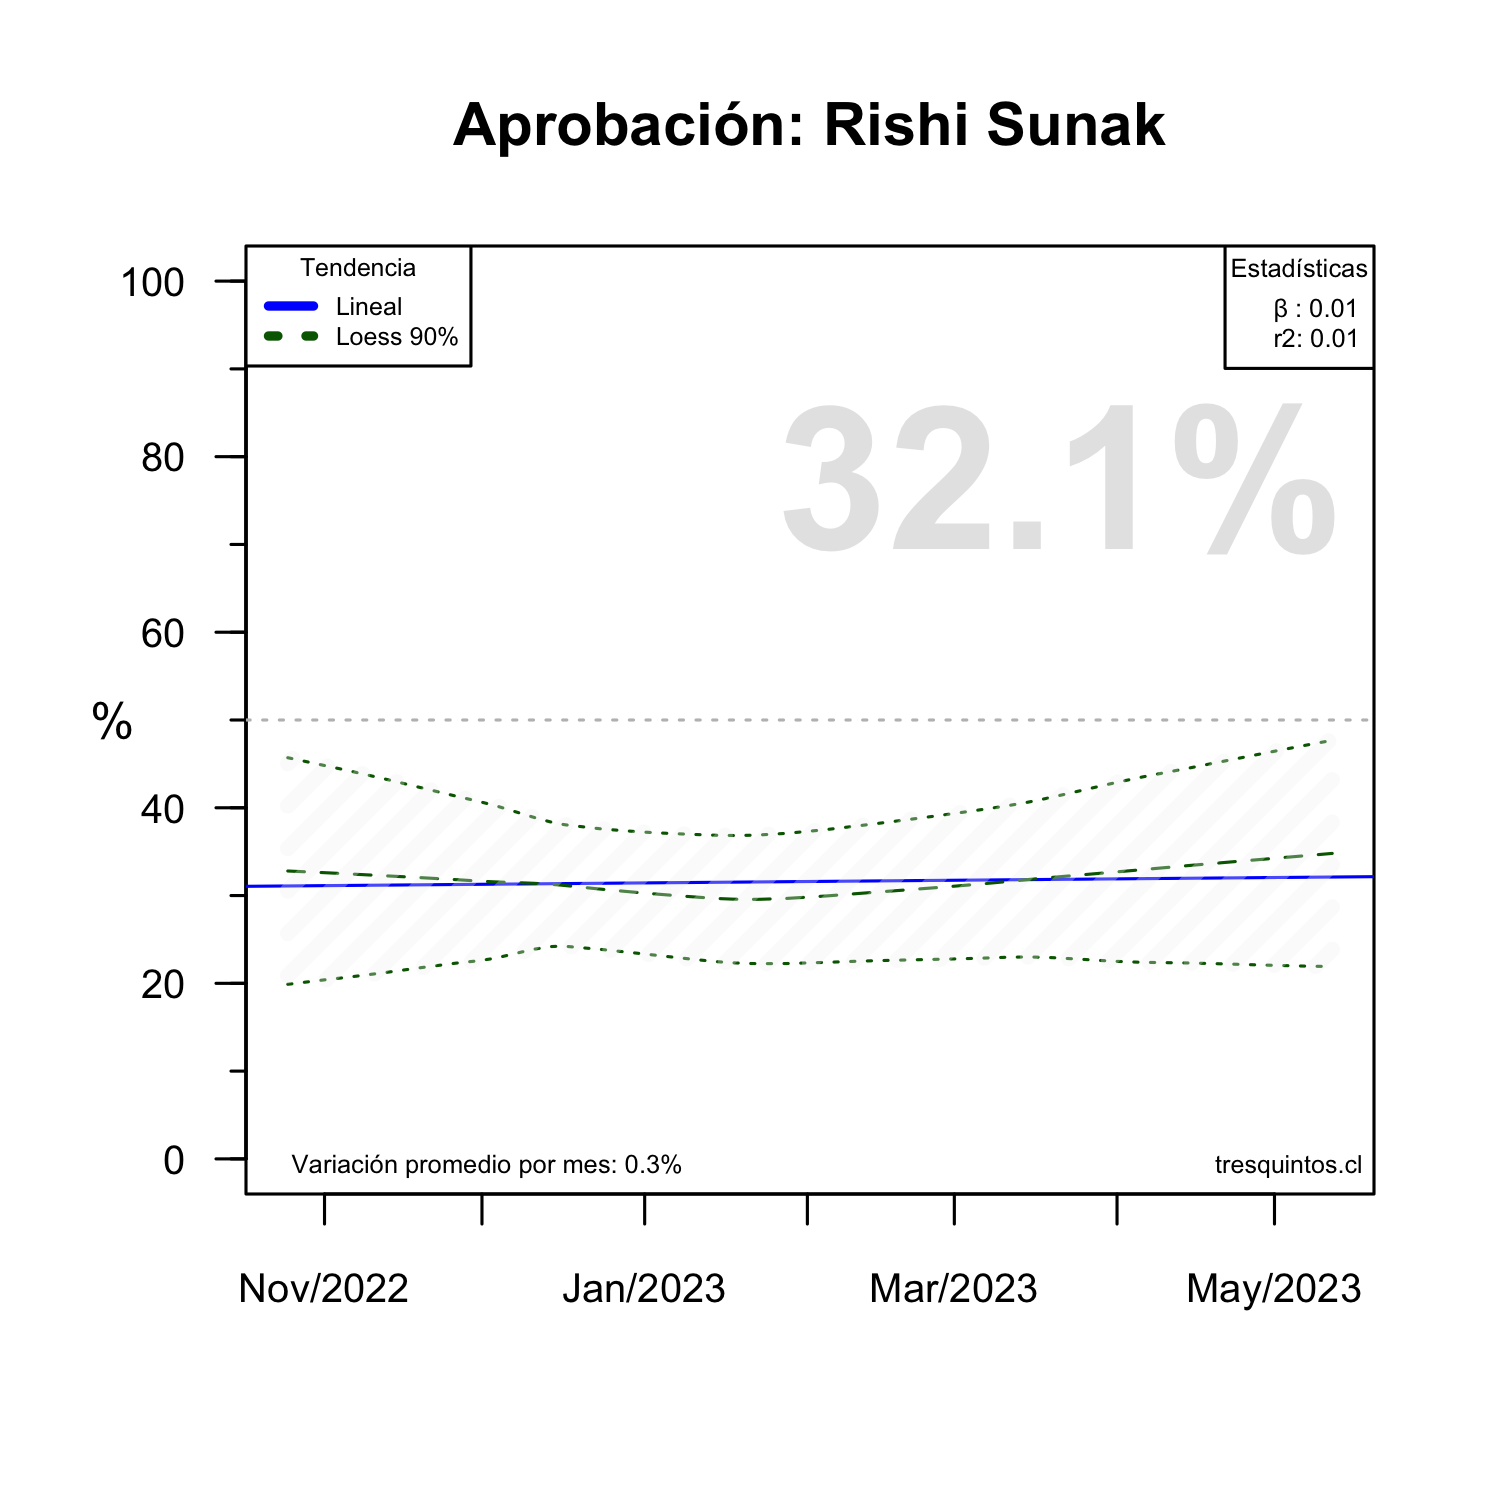 Aprobación: Rishi Sunak
Tendencia
Lineal
Loess 90%
Estadísticas
β : 0.01
r2: 0.01
32.1%
100
80
60
%
40
20
0
Variación promedio por mes: 0.3%
tresquintos.cl
Nov/2022
Jan/2023
Mar/2023
May/2023